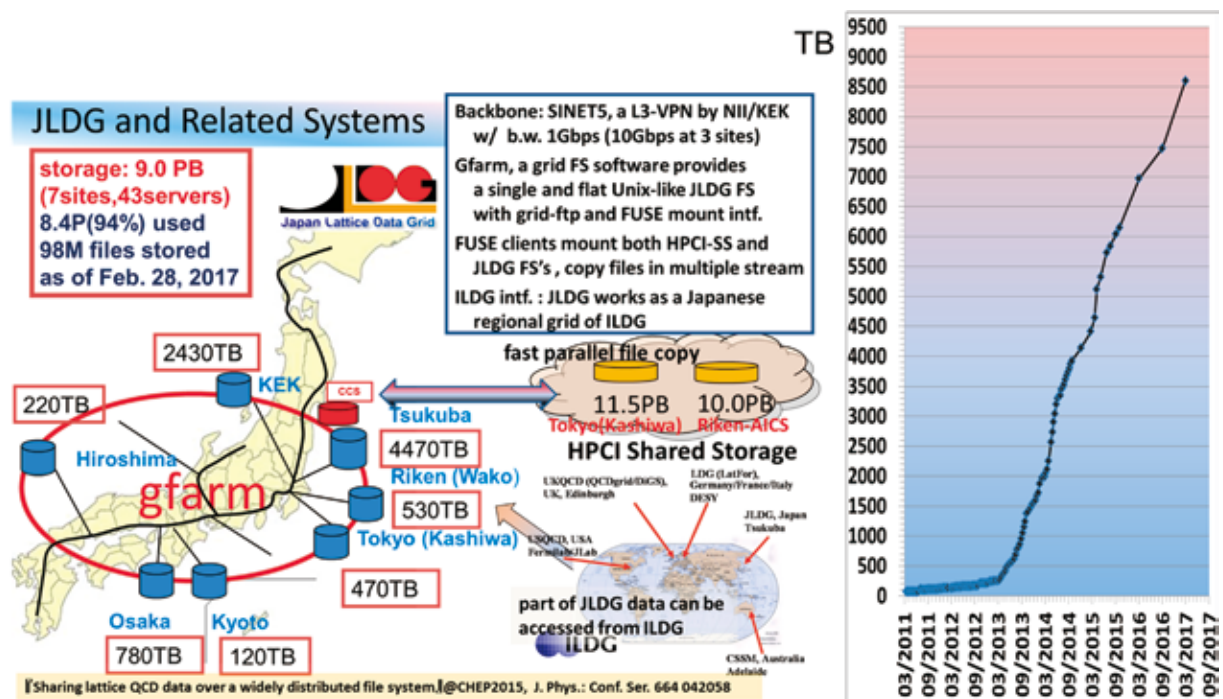 JLDG and Related Systems
storage: 9.0 PB
(7sites,43servers)
8.4P(94%) used
98M files stored
as of Feb. 28, 2017
Japan Lattice Data Grid
Backbone: SINET5, a L3-VPN by NII/KEK
w/ b.w. 1Gbps (10Gbps at 3 sites)
Gfarm, a grid FS software provides
a single and flat Unix-like JLDG FS
with grid-ftp and FUSE mount intf.
FUSE clients mount both HPCI-SS and
JLDG FS's , copy files in multiple stream
ILDG intf. : JLDG works as a Japanese
regional grid of ILDG
fast parallel file copy
11.5PB
10.0PB
Tokyo(Kashiwa)
Riken-AICS
HPCI Shared Storage
2430TB
KEK
CCS
220TB
Tsukuba
4470TB
Hiroshima
gfarm
Riken (Wako)
530TB
Tokyo (Kashiwa)
470TB
Osaka
Kyoto
780TB
120TB
UKQCD (QCDgrid/DiGS),
UK, Edinburgh
LDG (LatFor),
Germany/France/Italy
DESY
JLDG, Japan
Tsukuba
USQCD, USA
Fermilab/JLab
part of JLDG data can be
accessed from ILDG
ILDG
CSSM, Australia
Adelaide
Sharing lattice QCD data over a widely distributed file system, @CHEP2015, J. Phys.: Conf. Ser. 664 042058
TB
9500
9000
8500
8000
7500
7000
6500
6000
5500
5000
4500
4000
3500
3000
2500
2000
1500
1000
500
0
03/2011
09/2011
03/2012
09/2012
03/2013
09/2013
03/2014
09/2014
03/2015
09/2015
03/2016
09/2016
03/2017
09/2017